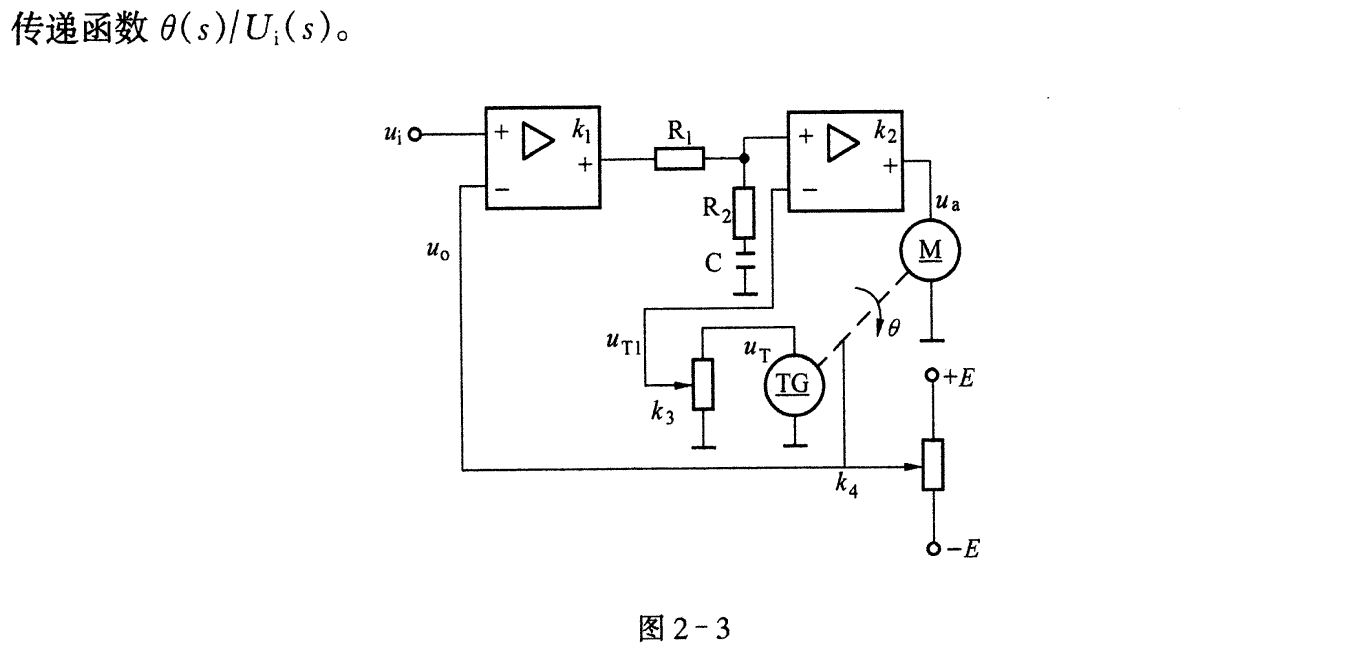 传递函数 θ(s)/Uᵢ(s)。
uᵢ
+
k₁
+
−
R₁
+
k₂
+
−
R₂
C
uₐ
M
uₒ
θ
u_T1
u_T
TG
k₃
+E
k₄
−E
图 2-3